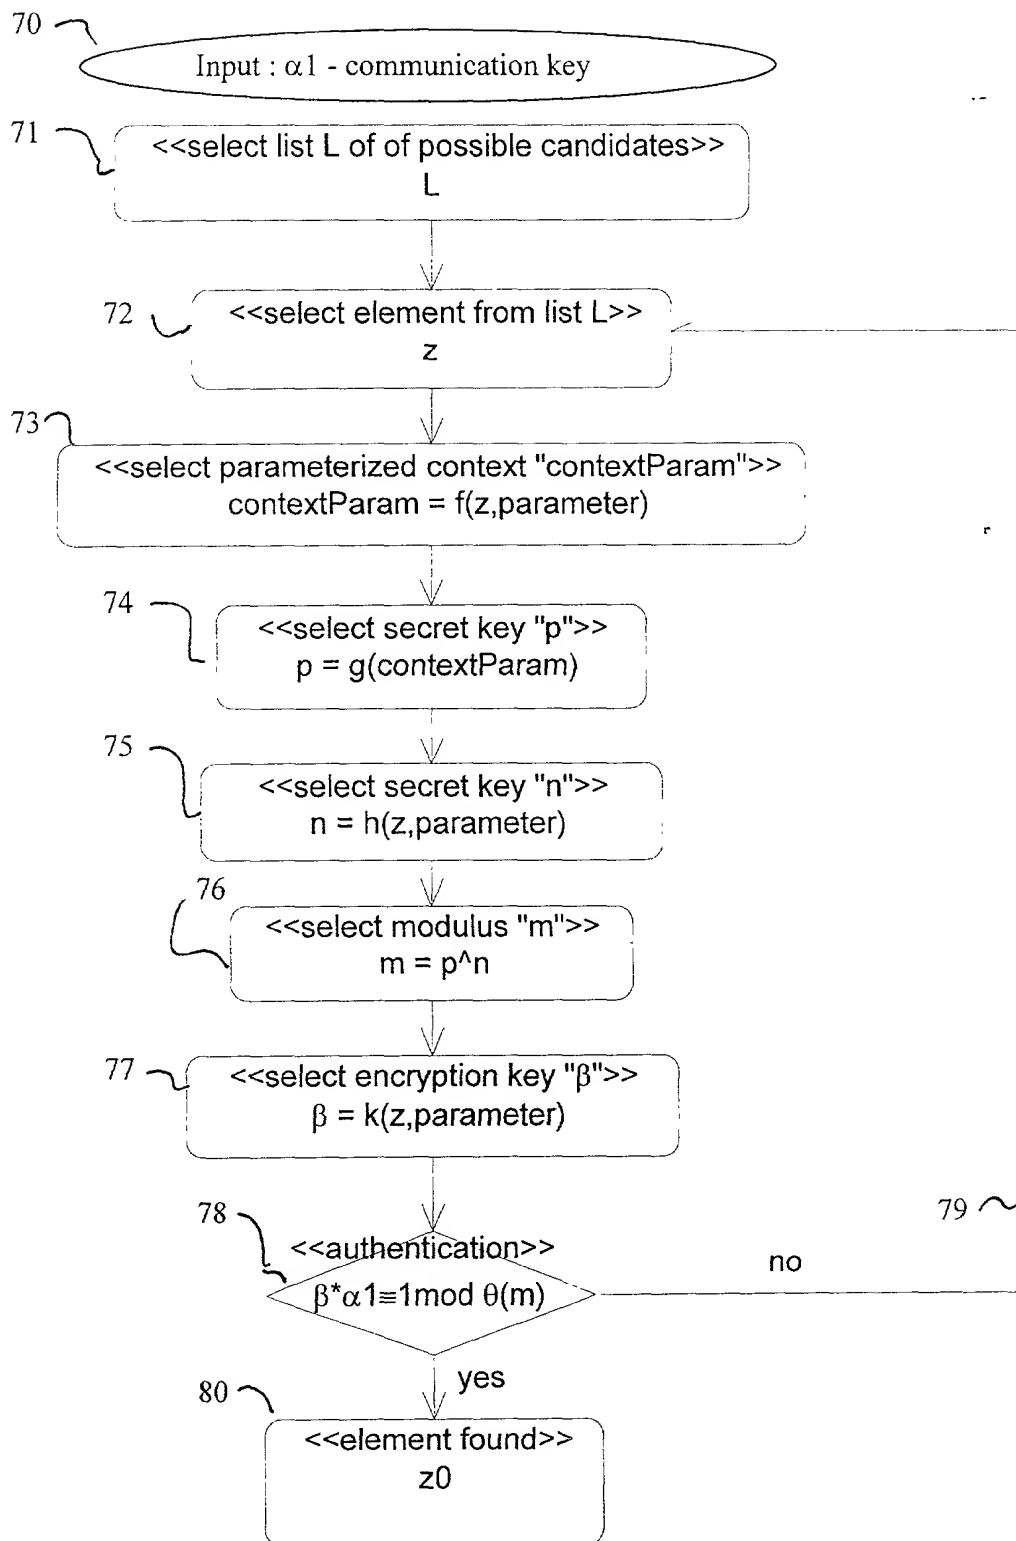 70
Input : α1 - communication key
71
<<select list L of of possible candidates>>
L
72
<<select element from list L>>
z
73
<<select parameterized context "contextParam">>
contextParam = f(z,parameter)
74
<<select secret key "p">>
p = g(contextParam)
75
<<select secret key "n">>
n = h(z,parameter)
76
<<select modulus "m">>
m = p^n
77
<<select encryption key "β">>
β = k(z,parameter)
78
<<authentication>>
β*α1≡1mod θ(m)
no
79
yes
80
<<element found>>
z0